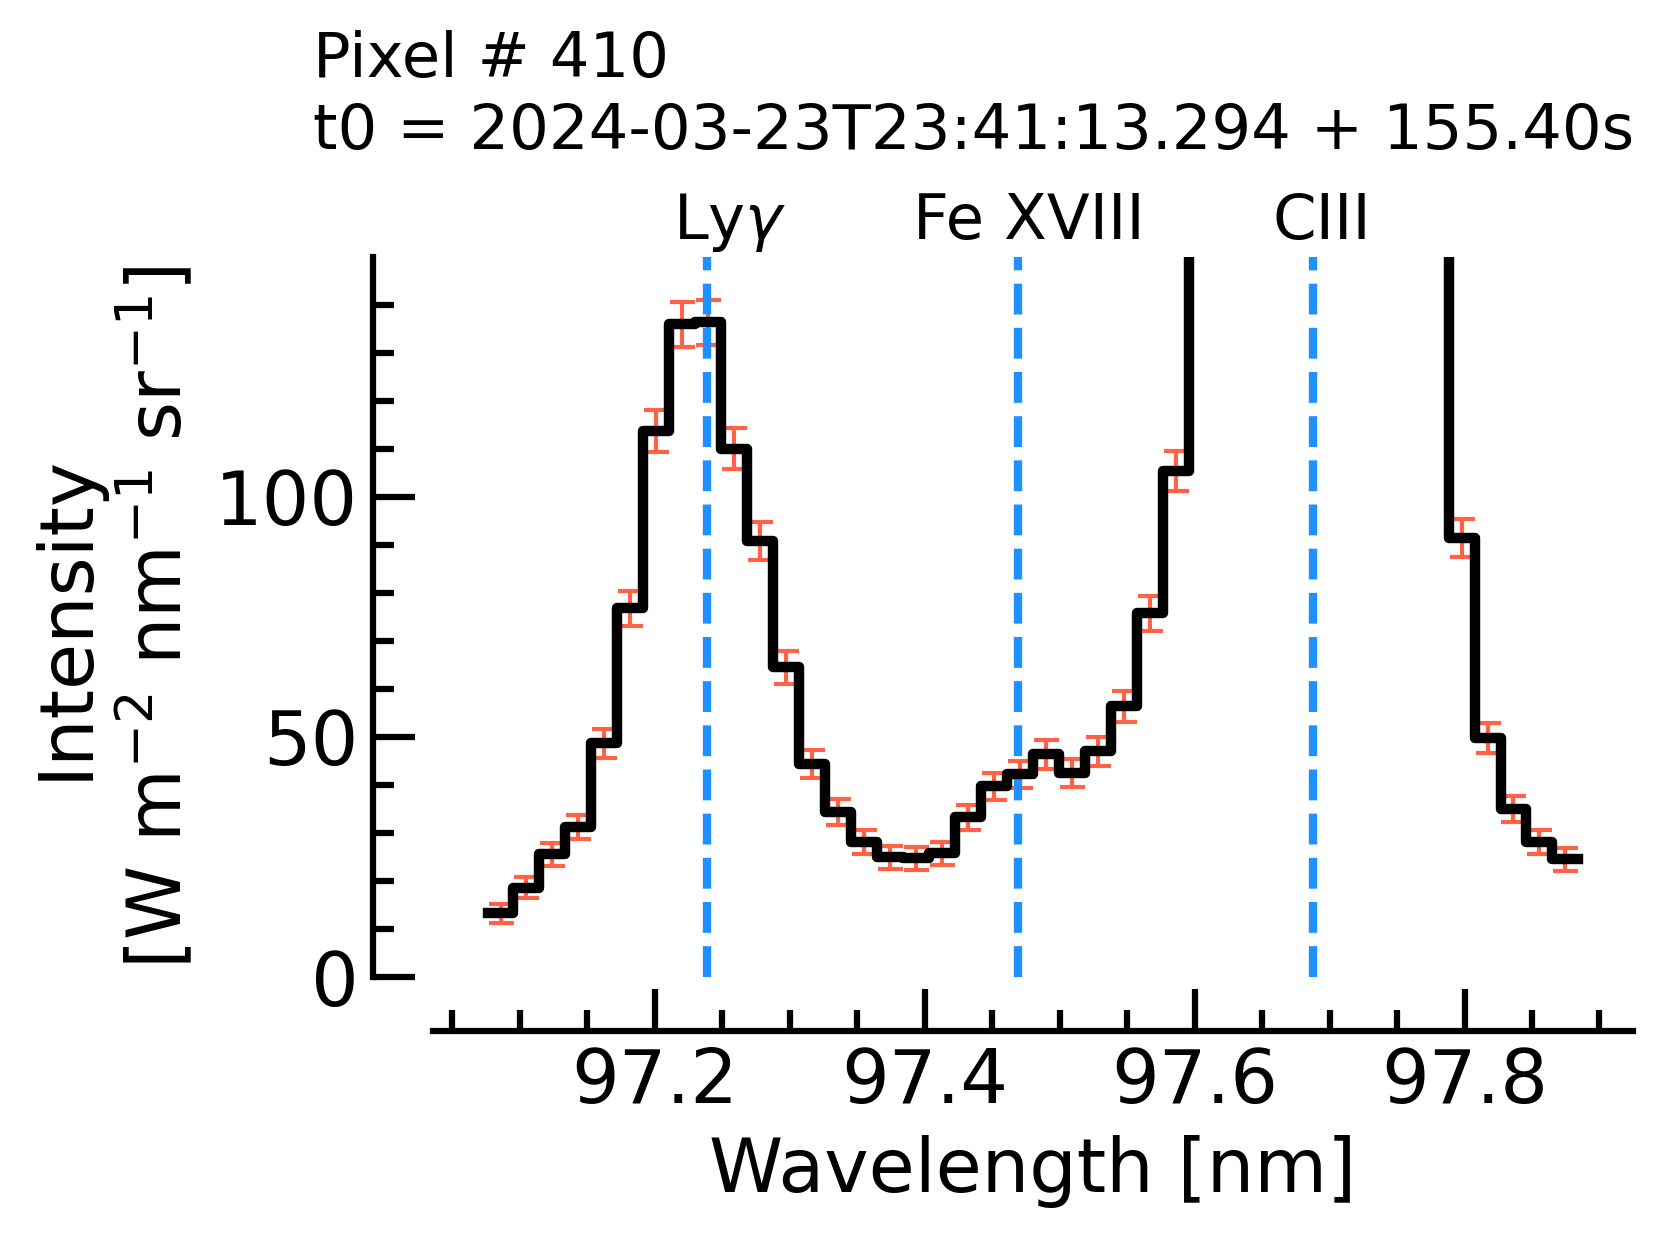 Pixel # 410
t0 = 2024-03-23T23:41:13.294 + 155.40s
Lyγ Fe XVIII CIII
Intensity
[W m⁻² nm⁻¹ sr⁻¹]
100
50
0
97.2 97.4 97.6 97.8
Wavelength [nm]